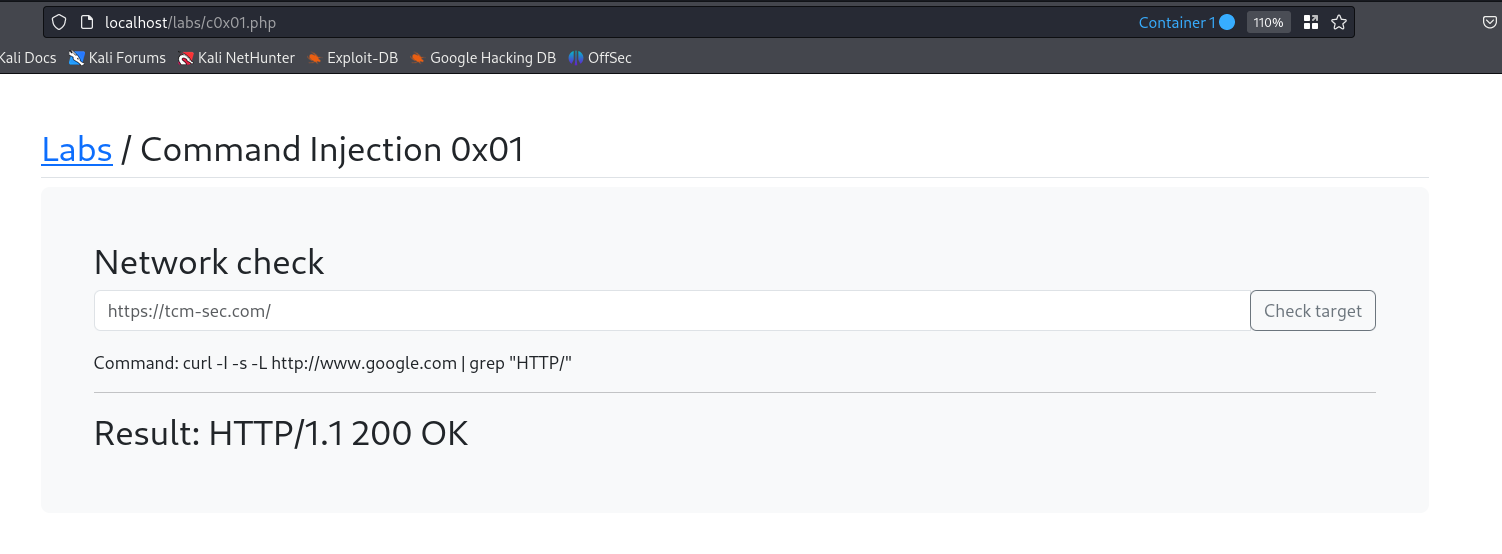 localhost/labs/c0x01.php Container 1 110%
Kali Docs Kali Forums Kali NetHunter Exploit-DB Google Hacking DB OffSec
Labs / Command Injection 0x01
Network check
https://tcm-sec.com/ Check target
Command: curl -I -s -L http://www.google.com | grep "HTTP/"
Result: HTTP/1.1 200 OK